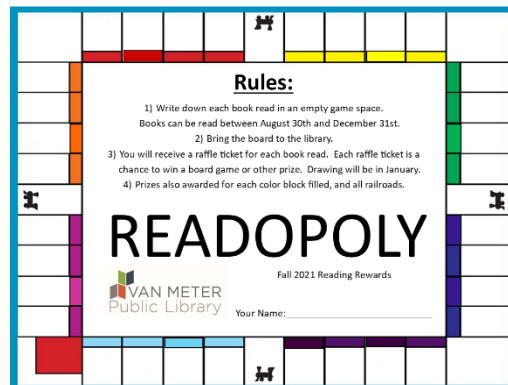 Rules:
1) Write down each book read in an empty game space.
Books can be read between August 30th and December 31st.
2) Bring the board to the library.
3) You will receive a raffle ticket for each book read. Each raffle ticket is a
chance to win a board game or other prize. Drawing will be in January.
4) Prizes also awarded for each color block filled, and all railroads.
READOPOLY
Fall 2021 Reading Rewards
VAN METER
Public Library
Your Name: